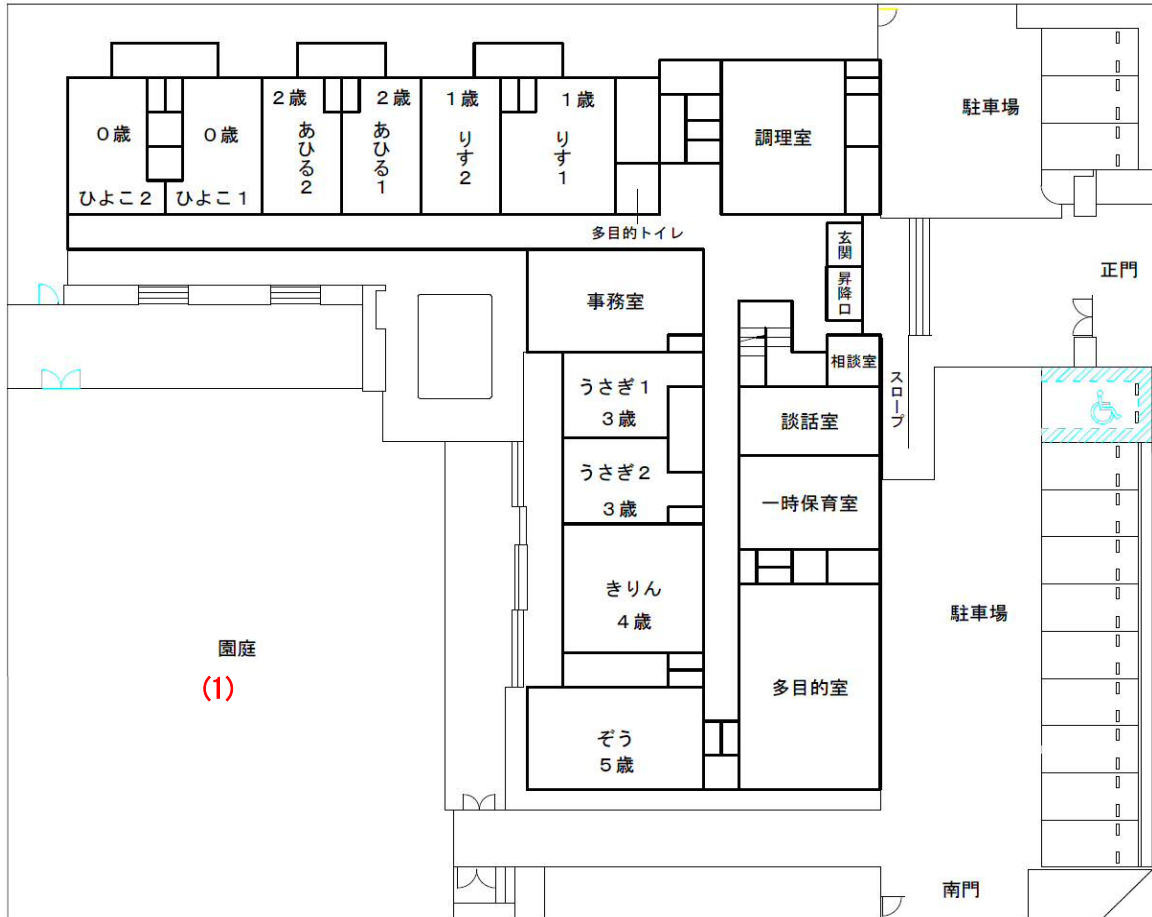 0歳
ひよこ2
0歳
ひよこ1
2歳
あひる2
2歳
あひる1
1歳
りす2
1歳
りす1
多目的トイレ
調理室
駐車場
玄関
昇降口
正門
事務室
相談室
スロープ
うさぎ1
3歳
談話室
うさぎ2
3歳
一時保育室
きりん
4歳
駐車場
園庭
(1)
多目的室
ぞう
5歳
南門